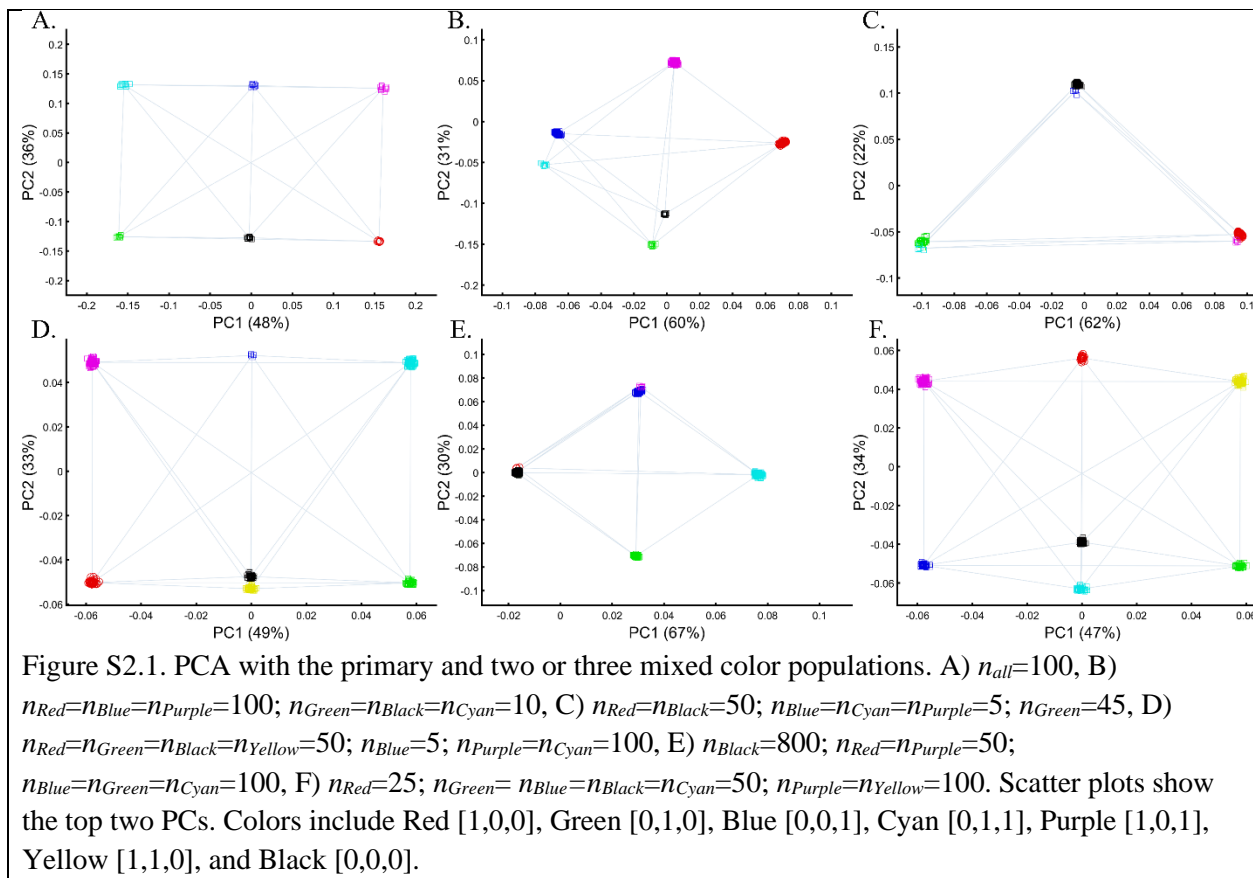 A.
0.2
0.15
0.1
0.05
0
-0.05
-0.1
-0.15
-0.2
PC2 (36%)
-0.2 -0.15 -0.1 -0.05 0 0.05 0.1 0.15 0.2
PC1 (48%)
B.
0.1
0.05
0
-0.05
-0.1
-0.15
-0.2
PC2 (31%)
-0.1 -0.08 -0.06 -0.04 -0.02 0 0.02 0.04 0.06 0.08 0.1
PC1 (60%)
C.
0.15
0.1
0.05
0
-0.05
-0.1
PC2 (22%)
-0.1 -0.08 -0.06 -0.04 -0.02 0 0.02 0.04 0.06 0.08 0.1
PC1 (62%)
D.
0.04
0.02
0
-0.02
-0.04
-0.06
PC2 (33%)
-0.06 -0.04 -0.02 0 0.02 0.04 0.06
PC1 (49%)
E.
0.1
0.08
0.06
0.04
0.02
0
-0.02
-0.04
-0.06
-0.08
-0.1
PC2 (30%)
-0.02 0 0.02 0.04 0.06 0.08 0.1
PC1 (67%)
F.
0.06
0.04
0.02
0
-0.02
-0.04
-0.06
PC2 (34%)
-0.06 -0.04 -0.02 0 0.02 0.04 0.06
PC1 (47%)
Figure S2.1. PCA with the primary and two or three mixed color populations. A) nall=100, B)
nRed=nBlue=nPurple=100; nGreen=nBlack=nCyan=10, C) nRed=nBlack=50; nBlue=nCyan=nPurple=5; nGreen=45, D)
nRed=nGreen=nBlack=nYellow=50; nBlue=5; nPurple=nCyan=100, E) nBlack=800; nRed=nPurple=50;
nBlue=nGreen=nCyan=100, F) nRed=25; nGreen= nBlue=nBlack=nCyan=50; nPurple=nYellow=100. Scatter plots show
the top two PCs. Colors include Red [1,0,0], Green [0,1,0], Blue [0,0,1], Cyan [0,1,1], Purple [1,0,1],
Yellow [1,1,0], and Black [0,0,0].